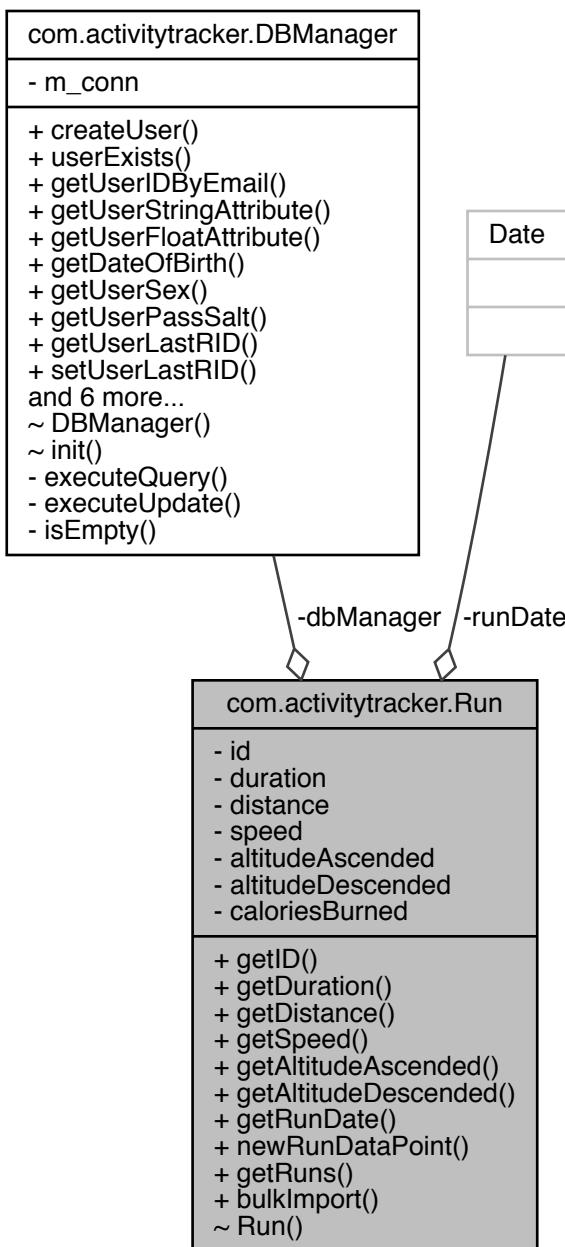 com.activitytracker.DBManager
- m_conn
+ createUser()
+ userExists()
+ getUserIDByEmail()
+ getUserStringAttribute()
+ getUserFloatAttribute()
+ getDateOfBirth()
+ getUserSex()
+ getUserPassSalt()
+ getUserLastRID()
+ setUserLastRID()
and 6 more...
~ DBManager()
~ init()
- executeQuery()
- executeUpdate()
- isEmpty()
Date
-dbManager
-runDate
com.activitytracker.Run
- id
- duration
- distance
- speed
- altitudeAscended
- altitudeDescended
- caloriesBurned
+ getID()
+ getDuration()
+ getDistance()
+ getSpeed()
+ getAltitudeAscended()
+ getAltitudeDescended()
+ getRunDate()
+ newRunDataPoint()
+ getRuns()
+ bulkImport()
~ Run()